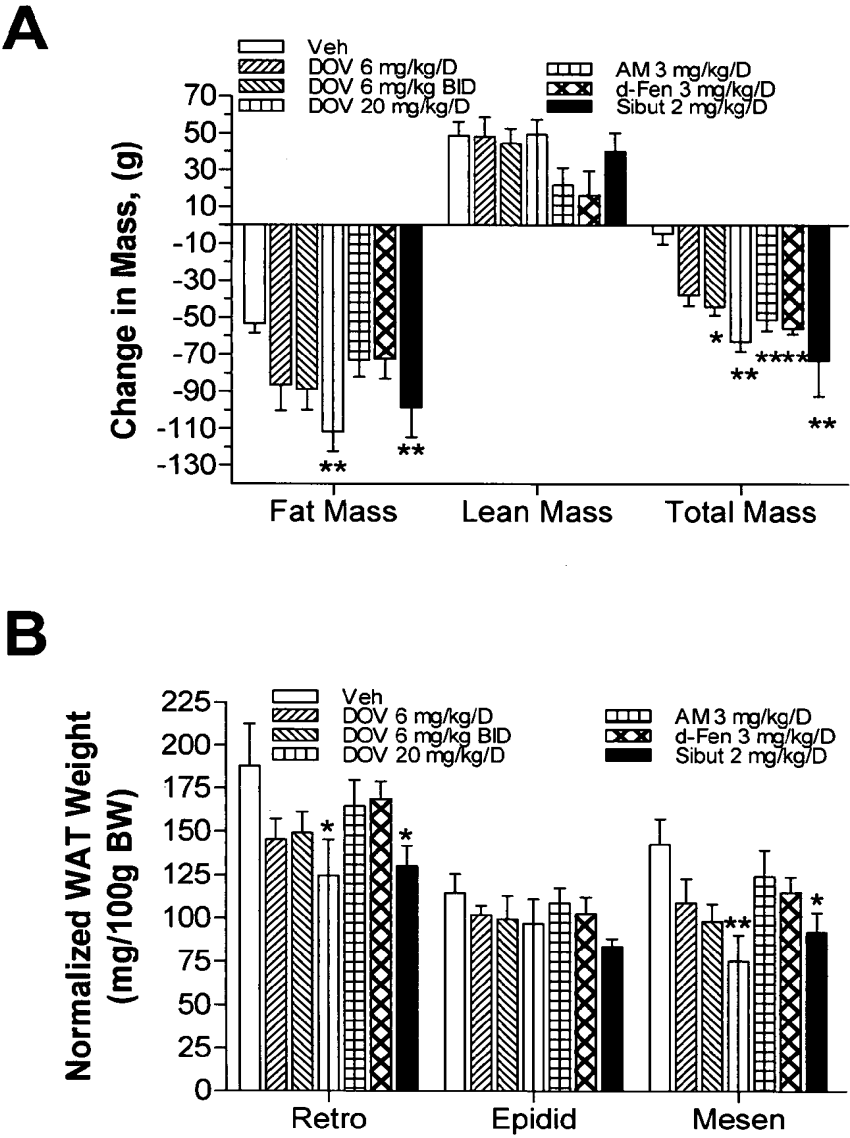 A
Veh
DOV 6 mg/kg/D
DOV 6 mg/kg BID
DOV 20 mg/kg/D
AM 3 mg/kg/D
d-Fen 3 mg/kg/D
Sibut 2 mg/kg/D
Change in Mass, (g)
70
50
30
10
-10
-30
-50
-70
-90
-110
-130
**
**
*
**
****
**
Fat Mass Lean Mass Total Mass
B
Veh
DOV 6 mg/kg/D
DOV 6 mg/kg BID
DOV 20 mg/kg/D
AM 3 mg/kg/D
d-Fen 3 mg/kg/D
Sibut 2 mg/kg/D
Normalized WAT Weight
(mg/100g BW)
225
200
175
150
125
100
75
50
25
0
*
*
**
*
Retro Epidid Mesen